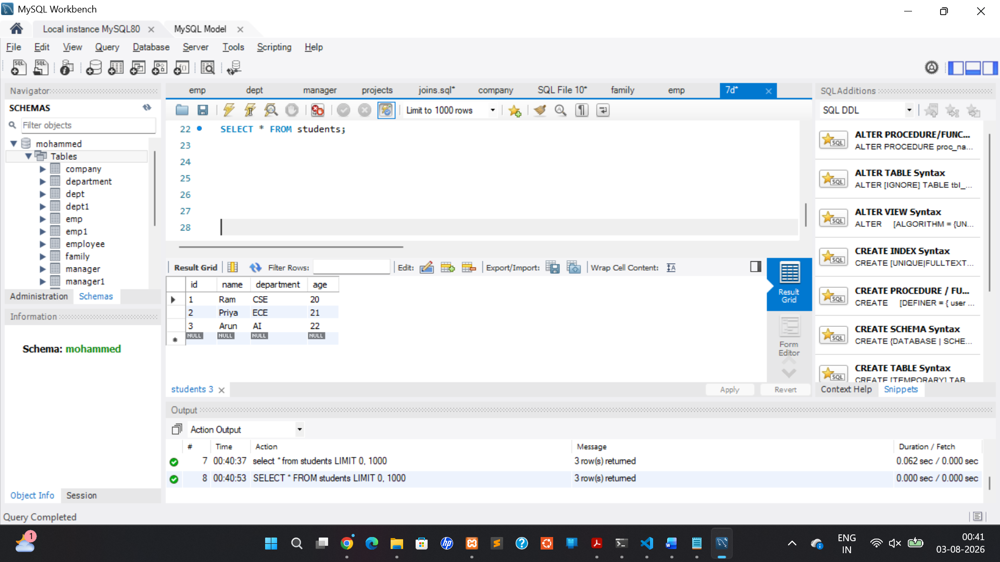 MySQL Workbench
Local instance MySQL80
MySQL Model
File Edit View Query Database Server Tools Scripting Help
Navigator
SCHEMAS
Filter objects
mohammed
Tables
company
department
dept
dept1
emp
emp1
employee
family
manager
manager1
Administration Schemas
Information
Schema: mohammed
Object Info Session
emp dept manager projects joins.sql* company SQL File 10* family emp 7d*
Limit to 1000 rows
22 SELECT * FROM students;
23
24
25
26
27
28
Result Grid Filter Rows: Edit: Export/Import: Wrap Cell Content:
id name department age
1 Ram CSE 20
2 Priya ECE 21
3 Arun AI 22
NULL NULL NULL NULL
Result Grid
Form Editor
students 3
Apply Revert
Output
Action Output
# Time Action Message Duration / Fetch
7 00:40:37 select * from students LIMIT 0, 1000 3 row(s) returned 0.062 sec / 0.000 sec
8 00:40:53 SELECT * FROM students LIMIT 0, 1000 3 row(s) returned 0.000 sec / 0.000 sec
SQLAdditions
SQL DDL
ALTER PROCEDURE/FUNC...
ALTER PROCEDURE proc_na...
ALTER TABLE Syntax
ALTER [IGNORE] TABLE tbl_...
ALTER VIEW Syntax
ALTER [ALGORITHM = {UN...
CREATE INDEX Syntax
CREATE [UNIQUE|FULLTEXT...
CREATE PROCEDURE / FU...
CREATE [DEFINER = { user ...
CREATE SCHEMA Syntax
CREATE {DATABASE | SCHE...
CREATE TABLE Syntax
CREATE [TEMPORARY] TAB
Context Help Snippets
Query Completed
1
ENG
IN
00:41
03-08-2026